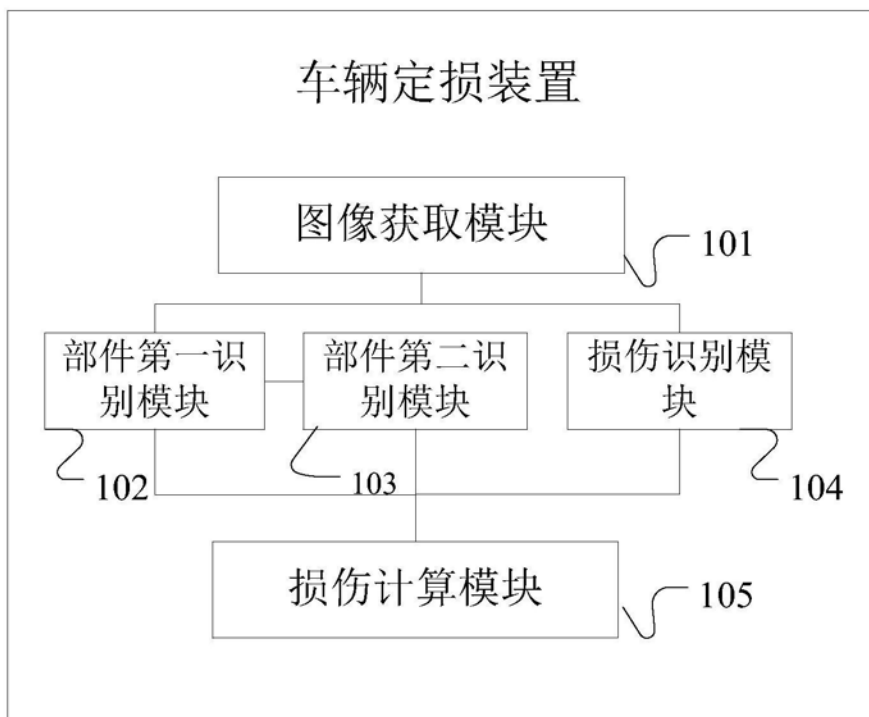 车辆定损装置
图像获取模块
101
部件第一识
别模块
部件第二识
别模块
损伤识别模
块
102
103
104
损伤计算模块
105